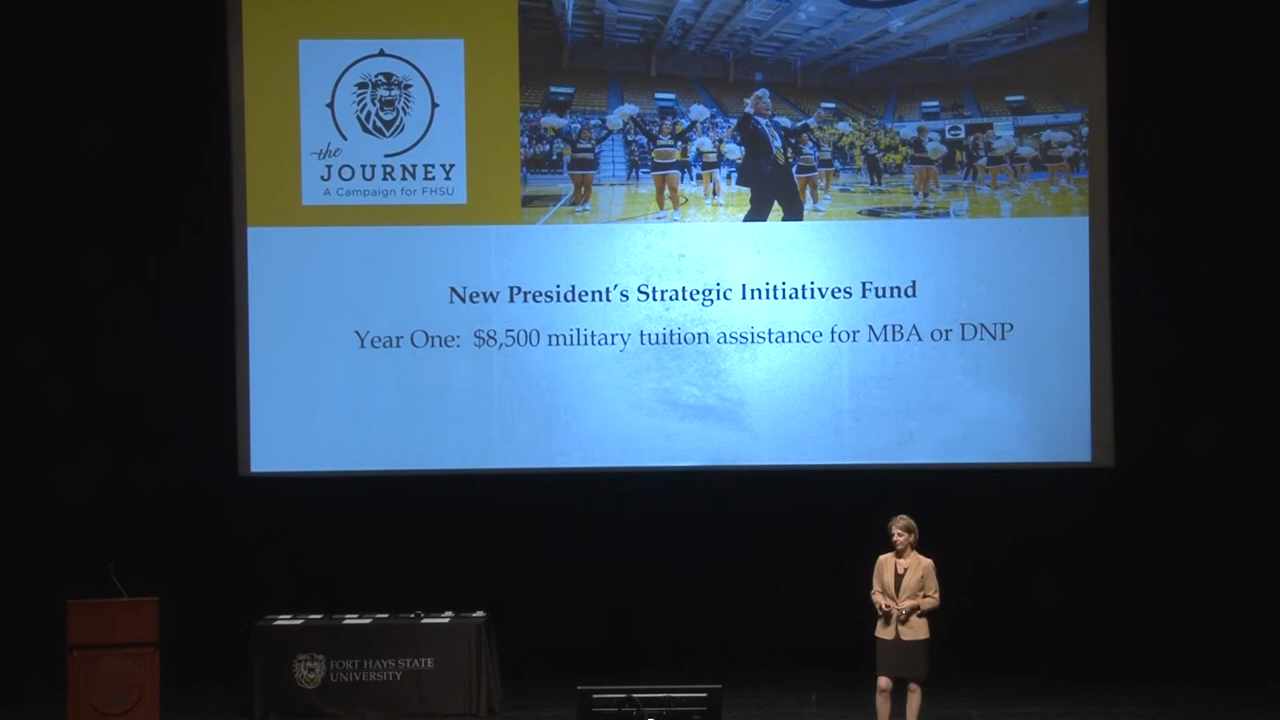 the
JOURNEY
A Campaign for FHSU
New President's Strategic Initiatives Fund
Year One: $8,500 military tuition assistance for MBA or DNP
FORT HAYS STATE
UNIVERSITY